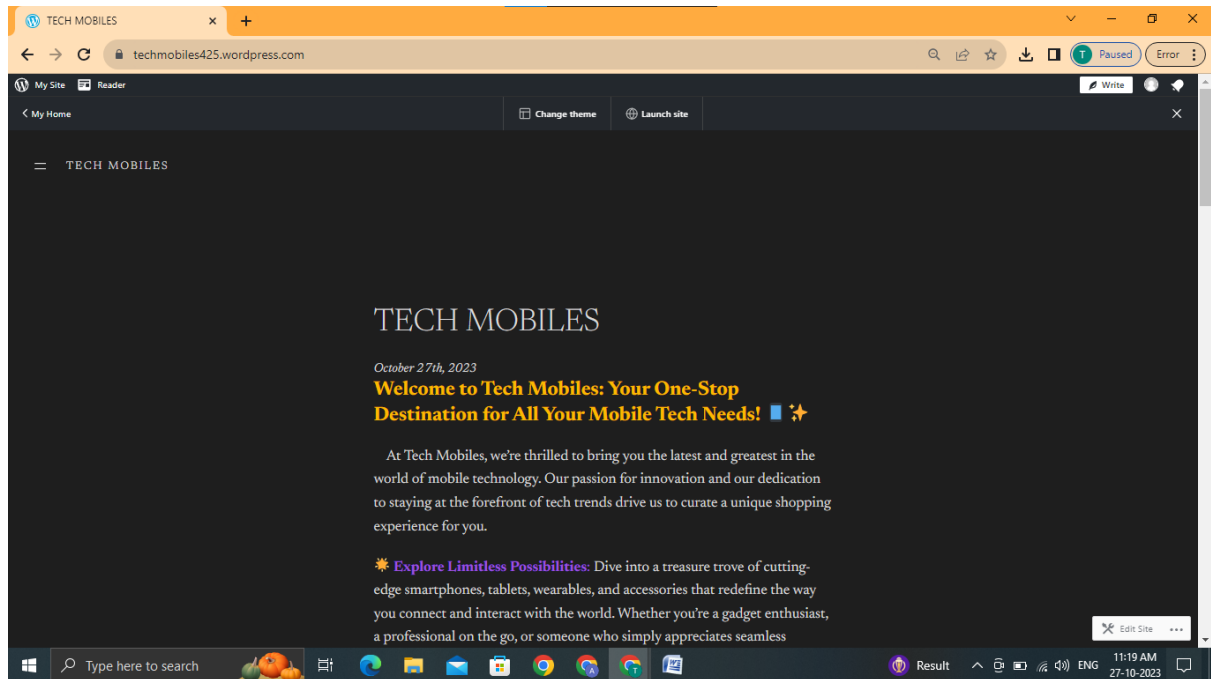 TECH MOBILES
techmobiles425.wordpress.com
T Paused Error
My Site Reader Write
My Home Change theme Launch site
TECH MOBILES
TECH MOBILES
October 27th, 2023
Welcome to Tech Mobiles: Your One-Stop
Destination for All Your Mobile Tech Needs! 📱✨
At Tech Mobiles, we’re thrilled to bring you the latest and greatest in the
world of mobile technology. Our passion for innovation and our dedication
to staying at the forefront of tech trends drive us to curate a unique shopping
experience for you.
🌟 Explore Limitless Possibilities: Dive into a treasure trove of cutting-
edge smartphones, tablets, wearables, and accessories that redefine the way
you connect and interact with the world. Whether you’re a gadget enthusiast,
a professional on the go, or someone who simply appreciates seamless
Edit Site
Type here to search Result ENG 11:19 AM
27-10-2023